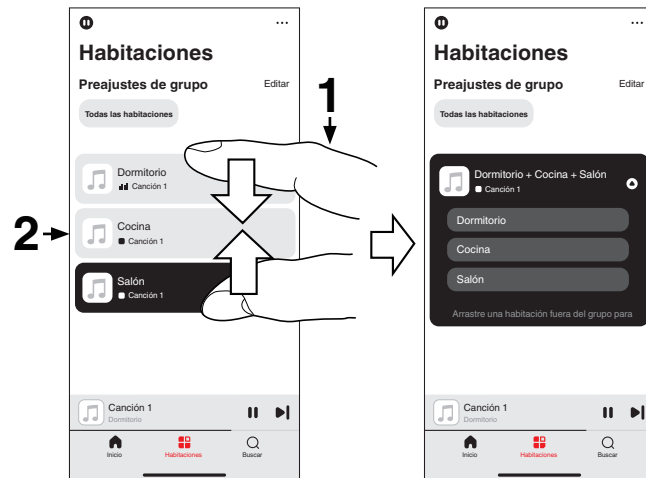 Habitaciones
Preajustes de grupo Editar
Todas las habitaciones
Dormitorio
Canción 1
Cocina
Canción 1
Salón
Canción 1
Canción 1
Dormitorio
Inicio Habitaciones Buscar
1
2
Habitaciones
Preajustes de grupo Editar
Todas las habitaciones
Dormitorio + Cocina + Salón
Canción 1
Dormitorio
Cocina
Salón
Arrastre una habitación fuera del grupo para
Canción 1
Dormitorio
Inicio Habitaciones Buscar